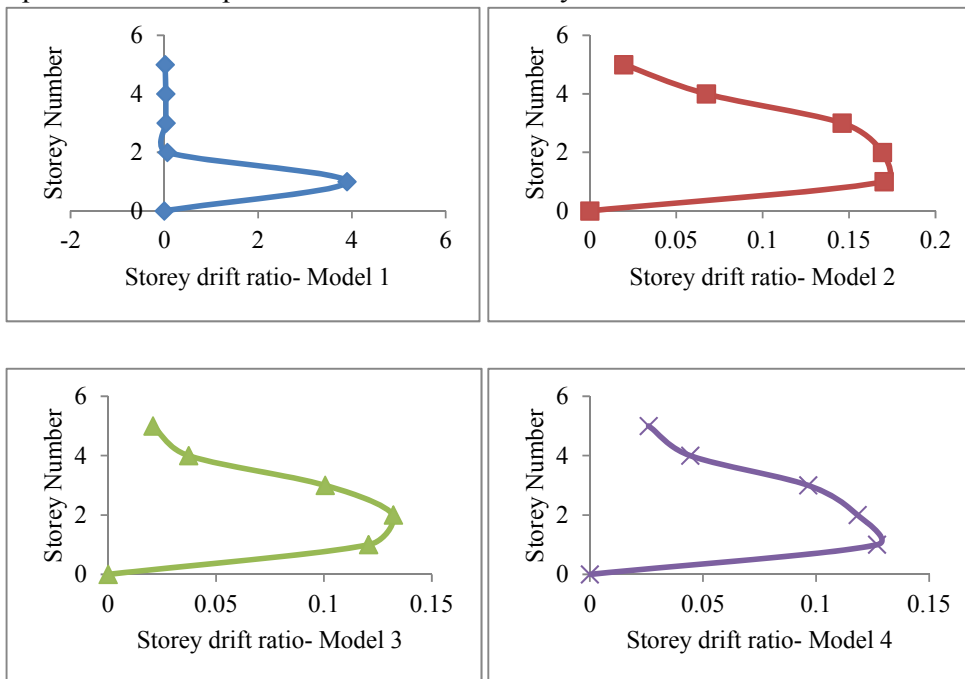 6
4
2
0
-2 0 2 4 6
Storey Number
Storey drift ratio- Model 1
6
4
2
0
0 0.05 0.1 0.15 0.2
Storey Number
Storey drift ratio- Model 2
6
4
2
0
0 0.05 0.1 0.15
Storey Number
Storey drift ratio- Model 3
6
4
2
0
0 0.05 0.1 0.15
Storey Number
Storey drift ratio- Model 4